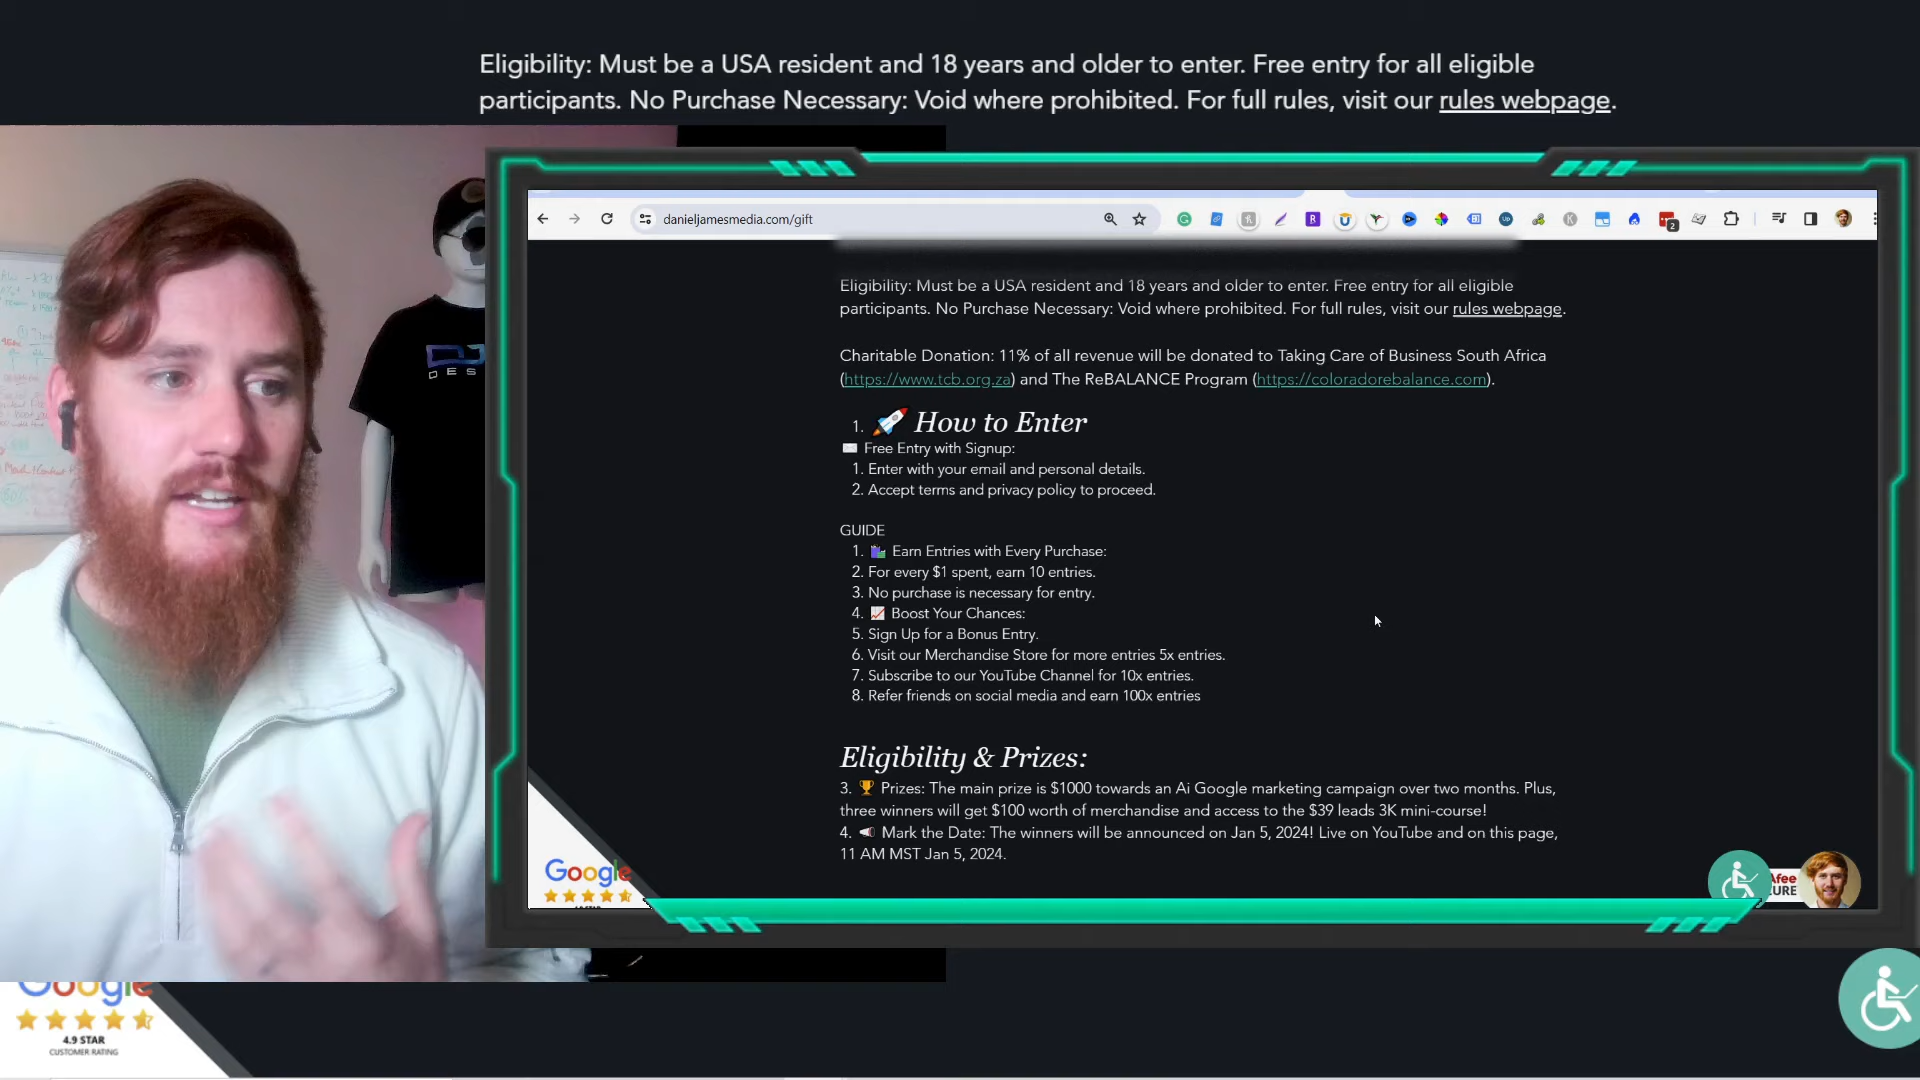 Eligibility: Must be a USA resident and 18 years and older to enter. Free entry for all eligible
participants. No Purchase Necessary: Void where prohibited. For full rules, visit our rules webpage.
danieljamesmedia.com/gift
Eligibility: Must be a USA resident and 18 years and older to enter. Free entry for all eligible
participants. No Purchase Necessary: Void where prohibited. For full rules, visit our rules webpage.
Charitable Donation: 11% of all revenue will be donated to Taking Care of Business South Africa
(https://www.tcb.org.za) and The ReBALANCE Program (https://coloradorebalance.com).
1. 🚀 How to Enter
✉️ Free Entry with Signup:
1. Enter with your email and personal details.
2. Accept terms and privacy policy to proceed.
GUIDE
1. 🛍️ Earn Entries with Every Purchase:
2. For every $1 spent, earn 10 entries.
3. No purchase is necessary for entry.
4. 📈 Boost Your Chances:
5. Sign Up for a Bonus Entry.
6. Visit our Merchandise Store for more entries 5x entries.
7. Subscribe to our YouTube Channel for 10x entries.
8. Refer friends on social media and earn 100x entries
Eligibility & Prizes:
3. 🏆 Prizes: The main prize is $1000 towards an Ai Google marketing campaign over two months. Plus,
three winners will get $100 worth of merchandise and access to the $39 leads 3K mini-course!
4. 📣 Mark the Date: The winners will be announced on Jan 5, 2024! Live on YouTube and on this page,
11 AM MST Jan 5, 2024.
Google
Google
4.9 STAR
CUSTOMER RATING